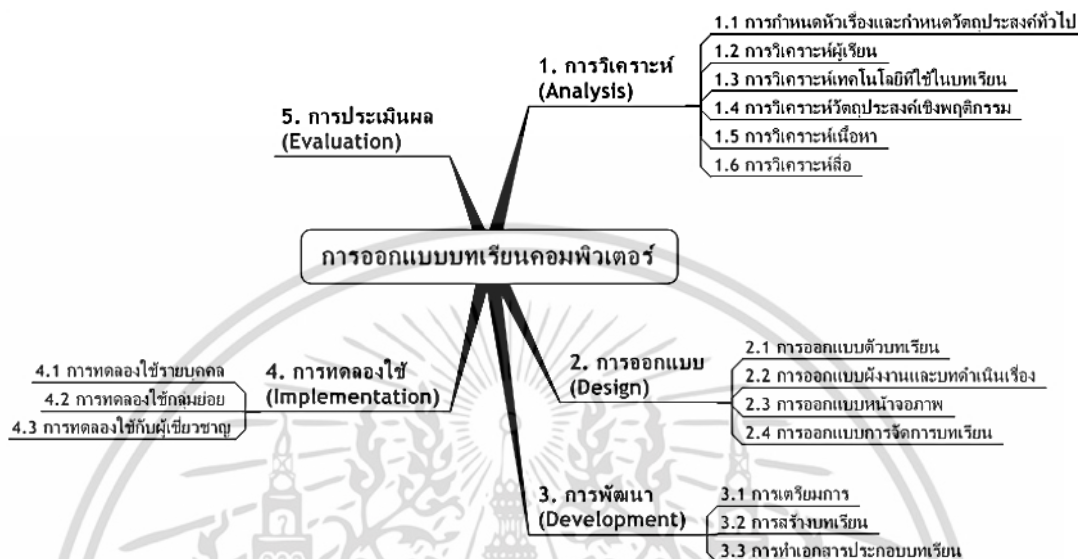 การออกแบบบทเรียนคอมพิวเตอร์
1. การวิเคราะห์
(Analysis)
1.1 การกำหนดหัวเรื่องและกำหนดวัตถุประสงค์ทั่วไป
1.2 การวิเคราะห์ผู้เรียน
1.3 การวิเคราะห์เทคโนโลยีที่ใช้ในบทเรียน
1.4 การวิเคราะห์วัตถุประสงค์เชิงพฤติกรรม
1.5 การวิเคราะห์เนื้อหา
1.6 การวิเคราะห์สื่อ
2. การออกแบบ
(Design)
2.1 การออกแบบตัวบทเรียน
2.2 การออกแบบผังงานและบทดำเนินเรื่อง
2.3 การออกแบบหน้าจอภาพ
2.4 การออกแบบการจัดการบทเรียน
3. การพัฒนา
(Development)
3.1 การเตรียมการ
3.2 การสร้างบทเรียน
3.3 การทำเอกสารประกอบบทเรียน
4. การทดลองใช้
(Implementation)
4.1 การทดลองใช้รายบุคคล
4.2 การทดลองใช้กลุ่มย่อย
4.3 การทดลองใช้กับผู้เชี่ยวชาญ
5. การประเมินผล
(Evaluation)